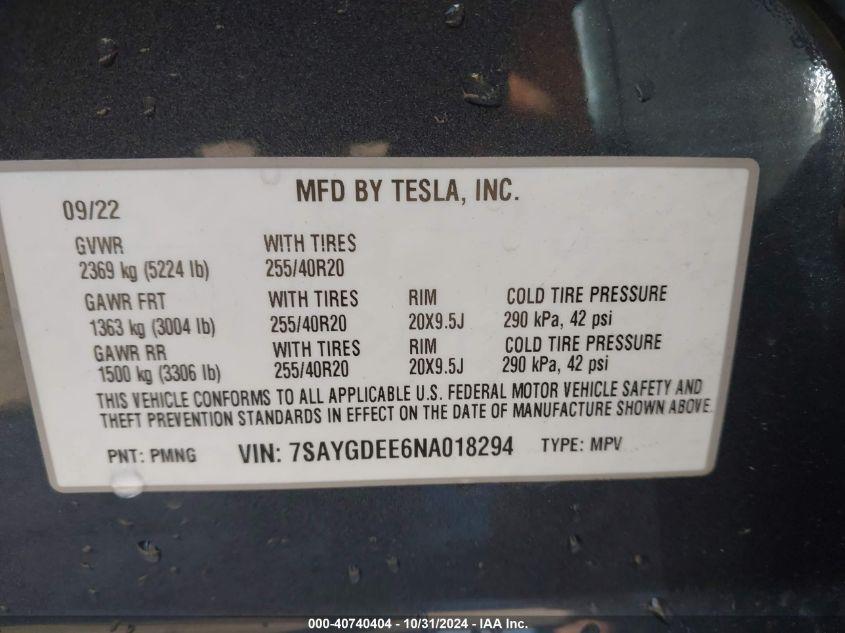 MFD BY TESLA, INC.
09/22
GVWR WITH TIRES
2369 kg (5224 lb) 255/40R20
GAWR FRT WITH TIRES RIM COLD TIRE PRESSURE
1363 kg (3004 lb) 255/40R20 20X9.5J 290 kPa, 42 psi
GAWR RR WITH TIRES RIM COLD TIRE PRESSURE
1500 kg (3306 lb) 255/40R20 20X9.5J 290 kPa, 42 psi
THIS VEHICLE CONFORMS TO ALL APPLICABLE U.S. FEDERAL MOTOR VEHICLE SAFETY AND
THEFT PREVENTION STANDARDS IN EFFECT ON THE DATE OF MANUFACTURE SHOWN ABOVE.
PNT: PMNG VIN: 7SAYGDEE6NA018294 TYPE: MPV
000-40740404 - 10/31/2024 - IAA Inc.